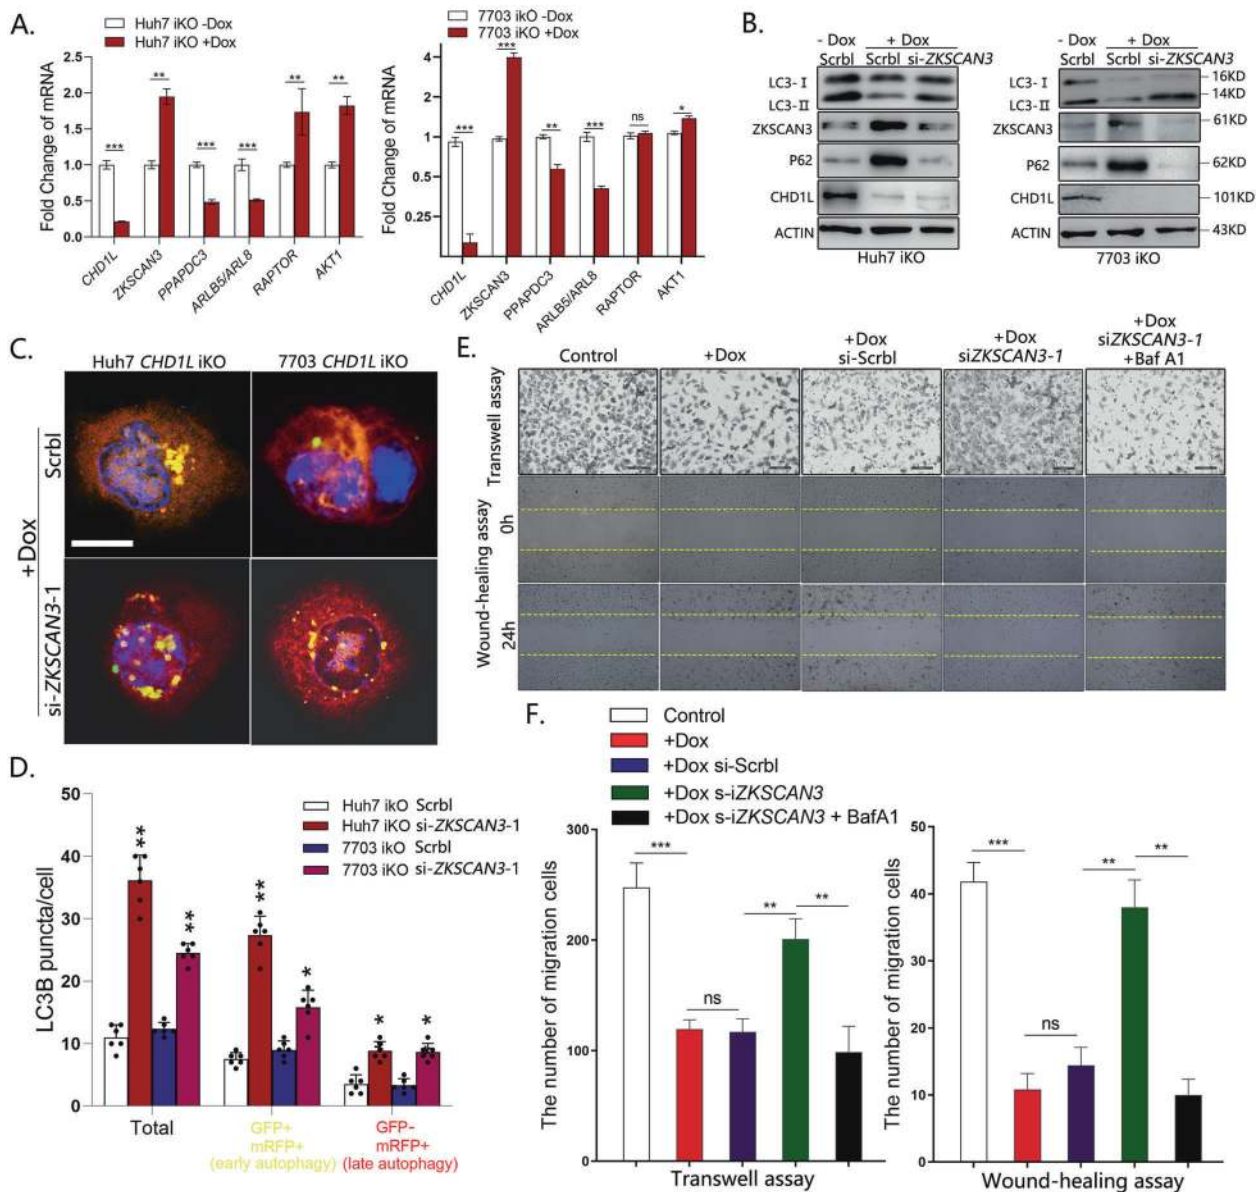 A.
Huh7 iKO -Dox
Huh7 iKO +Dox
Fold Change of mRNA
2.5
2.0
1.5
1.0
0.5
0.0
***
**
***
***
**
**
CHD1L
ZKSCAN3
PPAPDC3
ARLB5/ARL8
RAPTOR
AKT1
7703 ikO -Dox
7703 iKO +Dox
Fold Change of mRNA
4
2
1
0.5
0.25
***
***
**
***
ns
*
CHD1L
ZKSCAN3
PPAPDC3
ARLB5/ARL8
RAPTOR
AKT1
B.
- Dox
+ Dox
Scrbl
Scrbl
si-ZKSCAN3
LC3- I
LC3- II
ZKSCAN3
P62
CHD1L
ACTIN
Huh7 iKO
- Dox
+ Dox
Scrbl
Scrbl
si-ZKSCAN3
LC3- I
LC3- II
ZKSCAN3
P62
CHD1L
ACTIN
16KD
14KD
61KD
62KD
101KD
43KD
7703 iKO
C.
Huh7 CHD1L iKO
7703 CHD1L iKO
+Dox
Scrbl
si-ZKSCAN3-1
D.
Huh7 iKO Scrbl
Huh7 iKO si-ZKSCAN3-1
7703 ikO Scrbl
7703 iKO si-ZKSCAN3-1
LC3B puncta/cell
50
40
30
20
10
0
**
**
**
*
*
*
Total
GFP+
mRFP+
(early autophagy)
GFP-
mRFP+
(late autophagy)
E.
Control
+Dox
+Dox
si-Scrbl
+Dox
siZKSCAN3-1
+Dox
siZKSCAN3-1
+Baf A1
Transwell assay
Wound-healing assay
0h
24h
F.
Control
+Dox
+Dox si-Scrbl
+Dox s-iZKSCAN3
+Dox s-iZKSCAN3 + BafA1
The number of migration cells
300
200
100
0
***
ns
**
**
Transwell assay
The number of migration cells
50
40
30
20
10
0
***
ns
**
**
Wound-healing assay